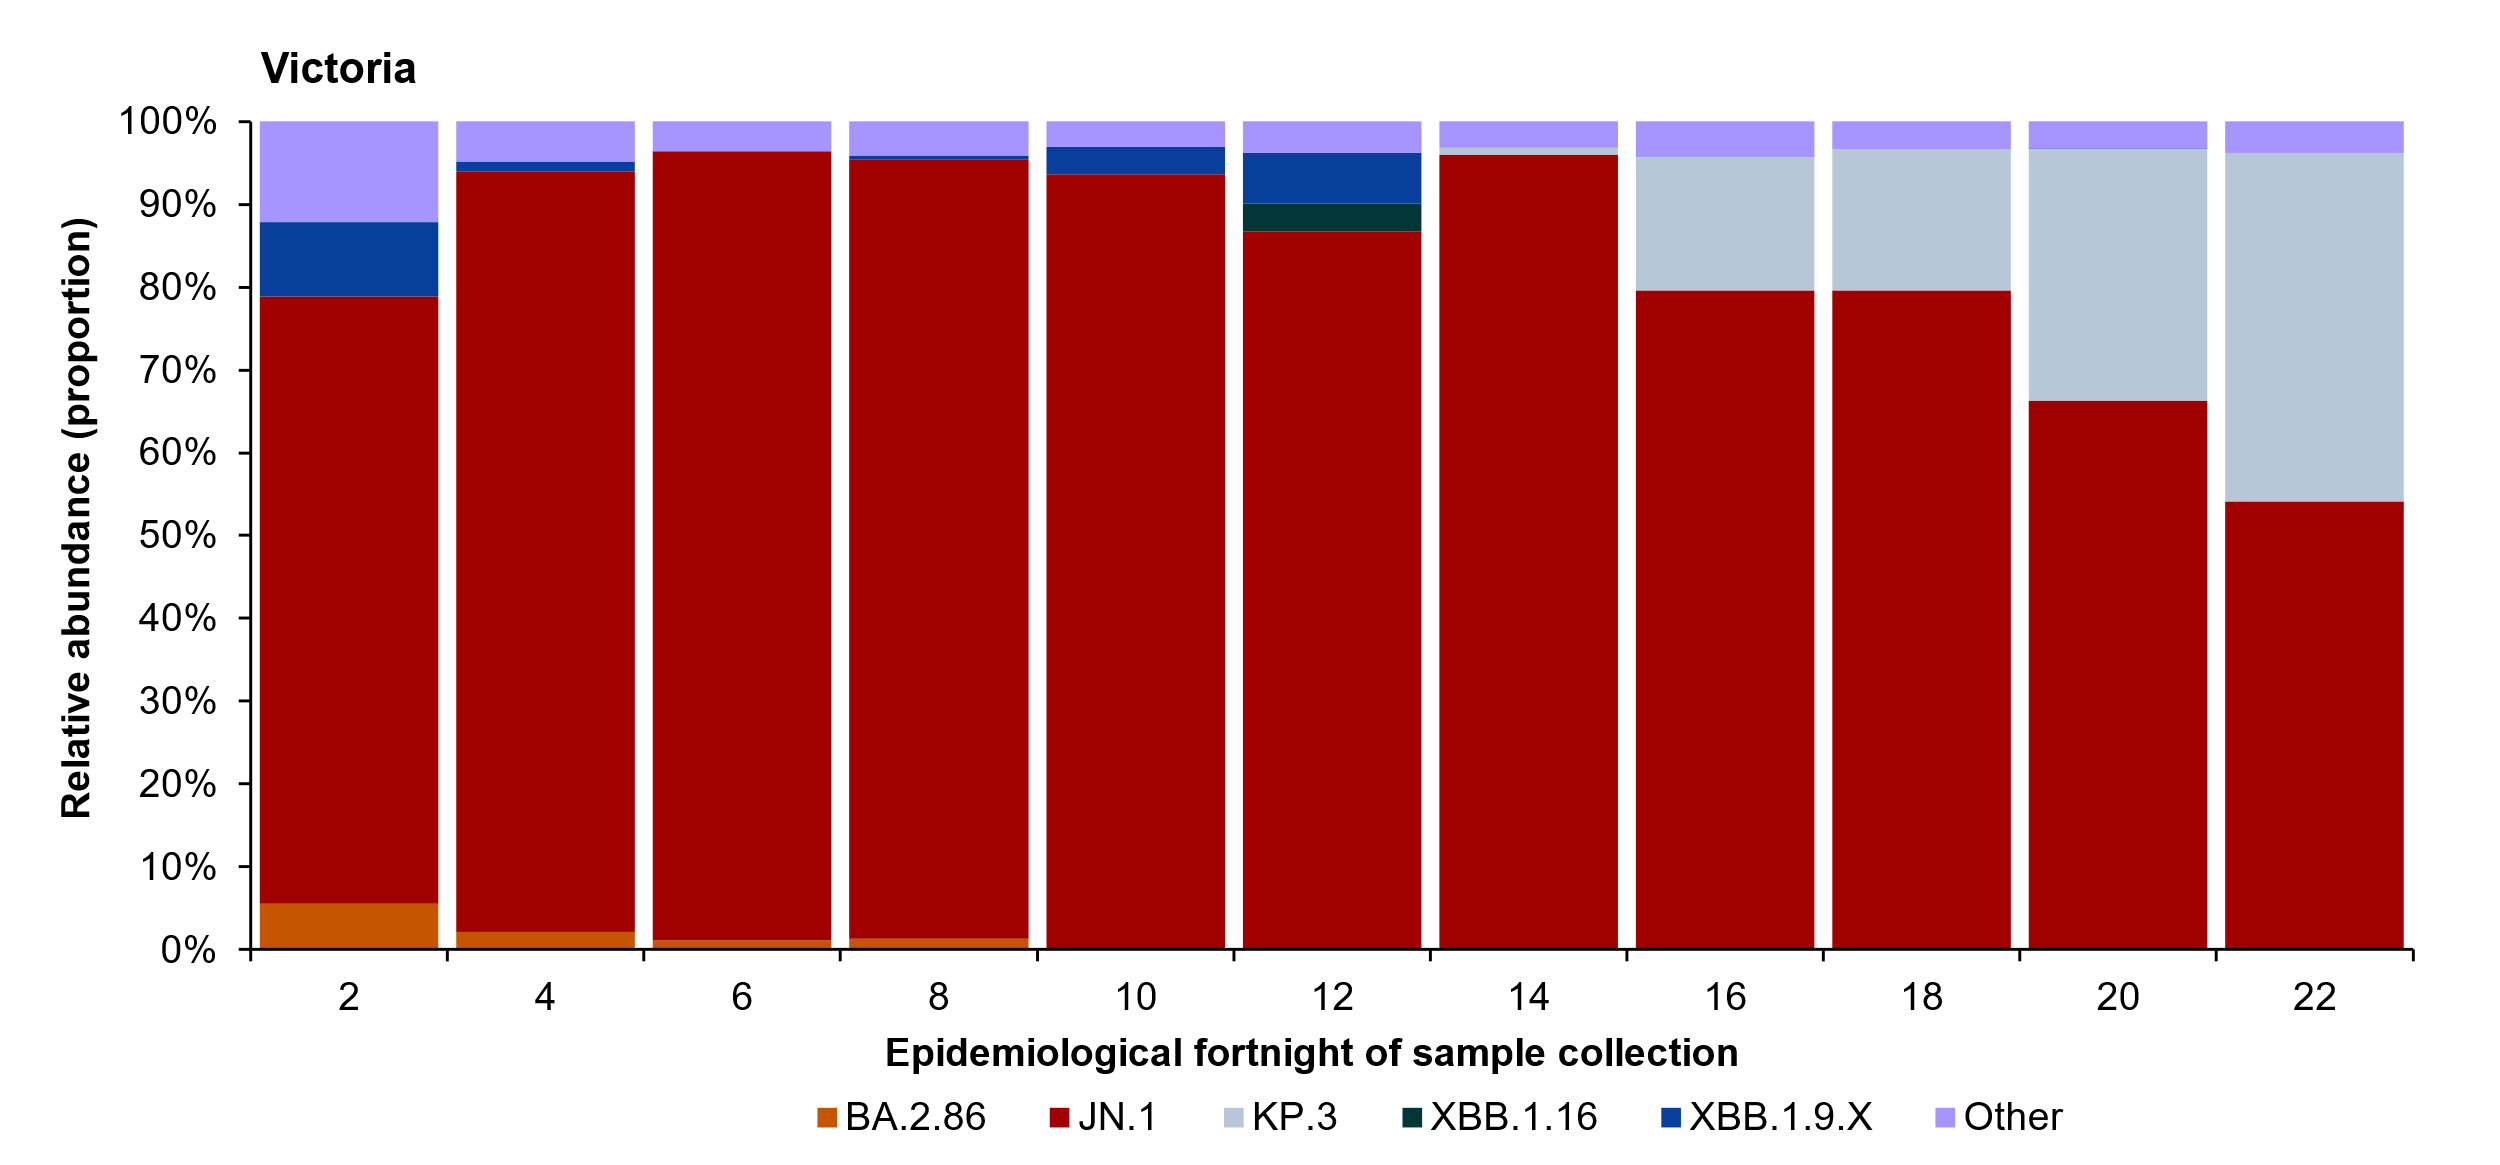 Victoria
Relative abundance (proportion)
100%
90%
80%
70%
60%
50%
40%
30%
20%
10%
0%
2 4 6 8 10 12 14 16 18 20 22
Epidemiological fortnight of sample collection
BA.2.86 JN.1 KP.3 XBB.1.16 XBB.1.9.X Other